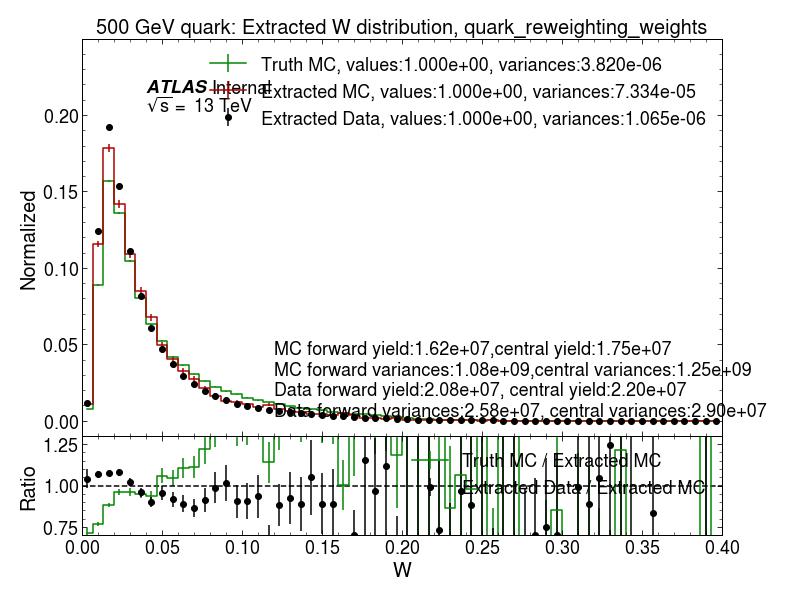 500 GeV quark: Extracted W distribution, quark_reweighting_weights
Truth MC, values:1.000e+00, variances:3.820e-06
ATLAS Internal
Extracted MC, values:1.000e+00, variances:7.334e-05
√s = 13 TeV
Extracted Data, values:1.000e+00, variances:1.065e-06
Normalized
0.20
0.15
0.10
0.05
0.00
MC forward yield:1.62e+07,central yield:1.75e+07
MC forward variances:1.08e+09,central variances:1.25e+09
Data forward yield:2.08e+07, central yield:2.20e+07
Data forward variances:2.58e+07, central variances:2.90e+07
Ratio
1.25
1.00
0.75
Truth MC / Extracted MC
Extracted Data / Extracted MC
0.00 0.05 0.10 0.15 0.20 0.25 0.30 0.35 0.40
W